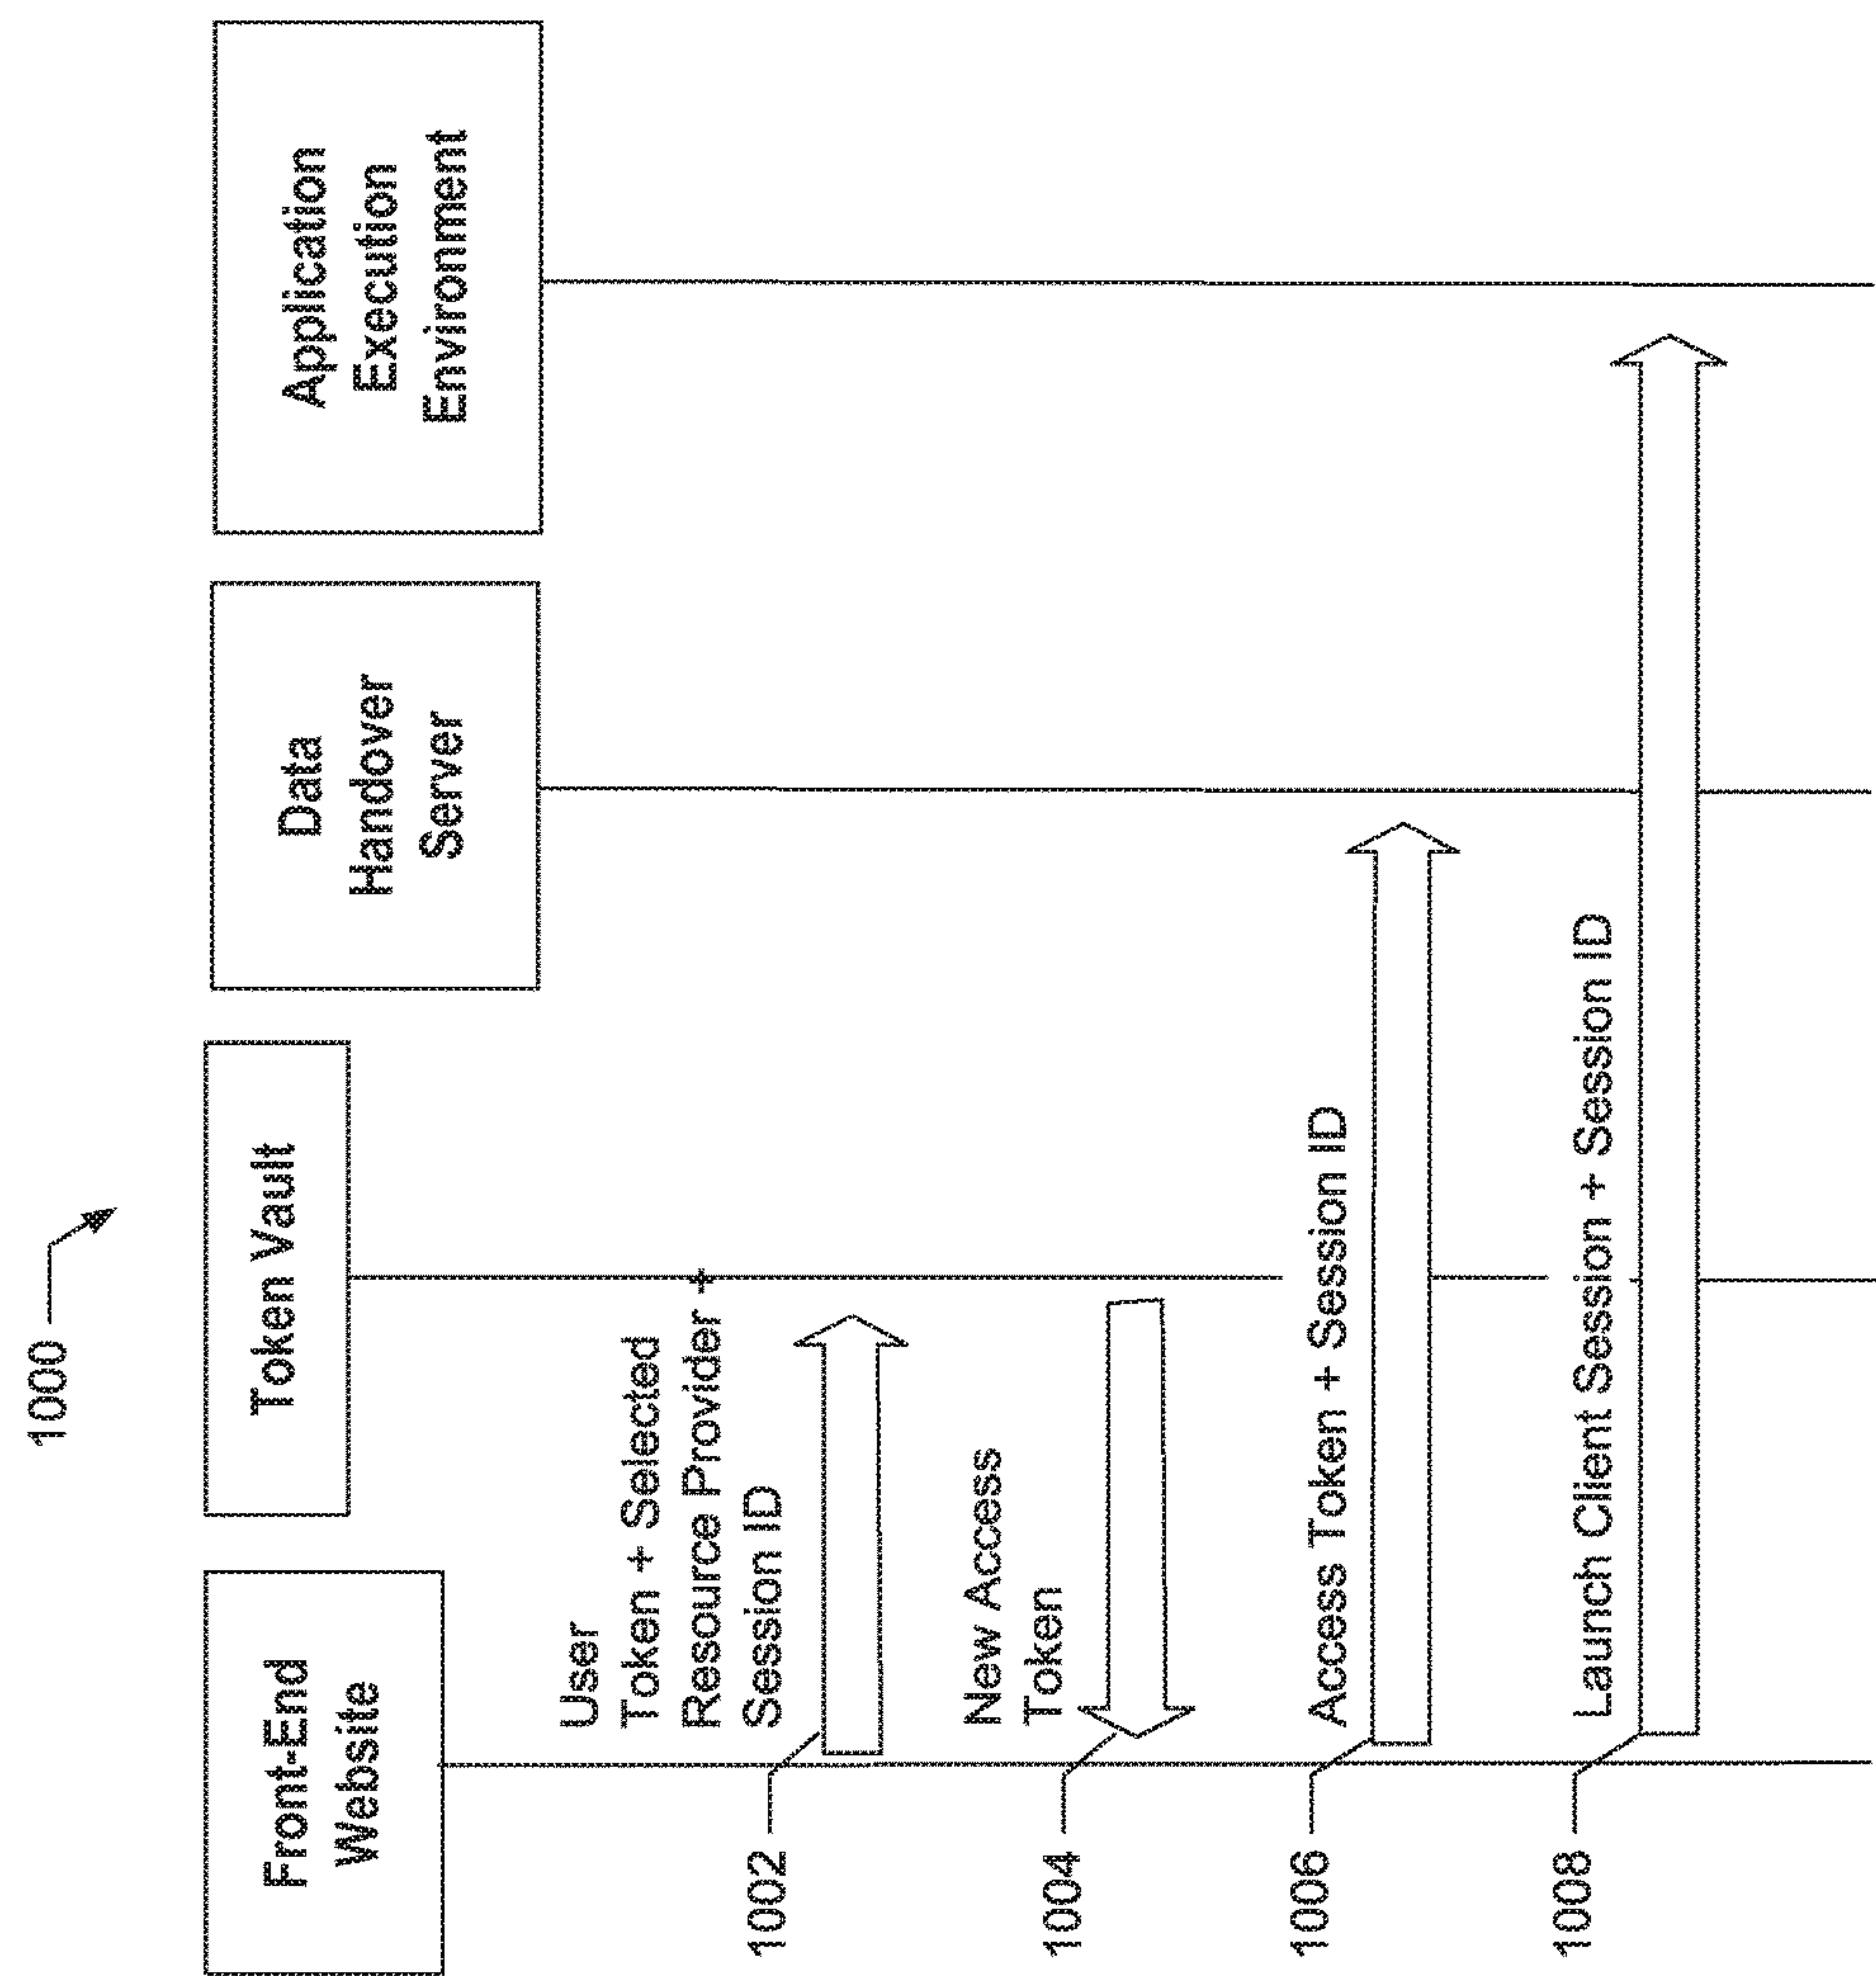 1000
Front-End
Website
Token Vault
Data
Handover
Server
Application
Execution
Environment
User
Token + Selected
Resource Provider +
Session ID
1002
New Access
Token
1004
Access Token + Session ID
1006
Launch Client Session + Session ID
1008